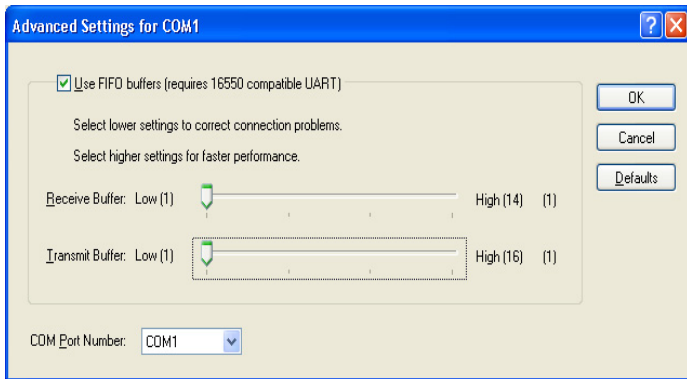 Advanced Settings for COM1
Use FIFO buffers (requires 16550 compatible UART)
OK
Select lower settings to correct connection problems.
Cancel
Select higher settings for faster performance.
Defaults
Receive Buffer: Low (1) High (14) (1)
Transmit Buffer: Low (1) High (16) (1)
COM Port Number: COM1